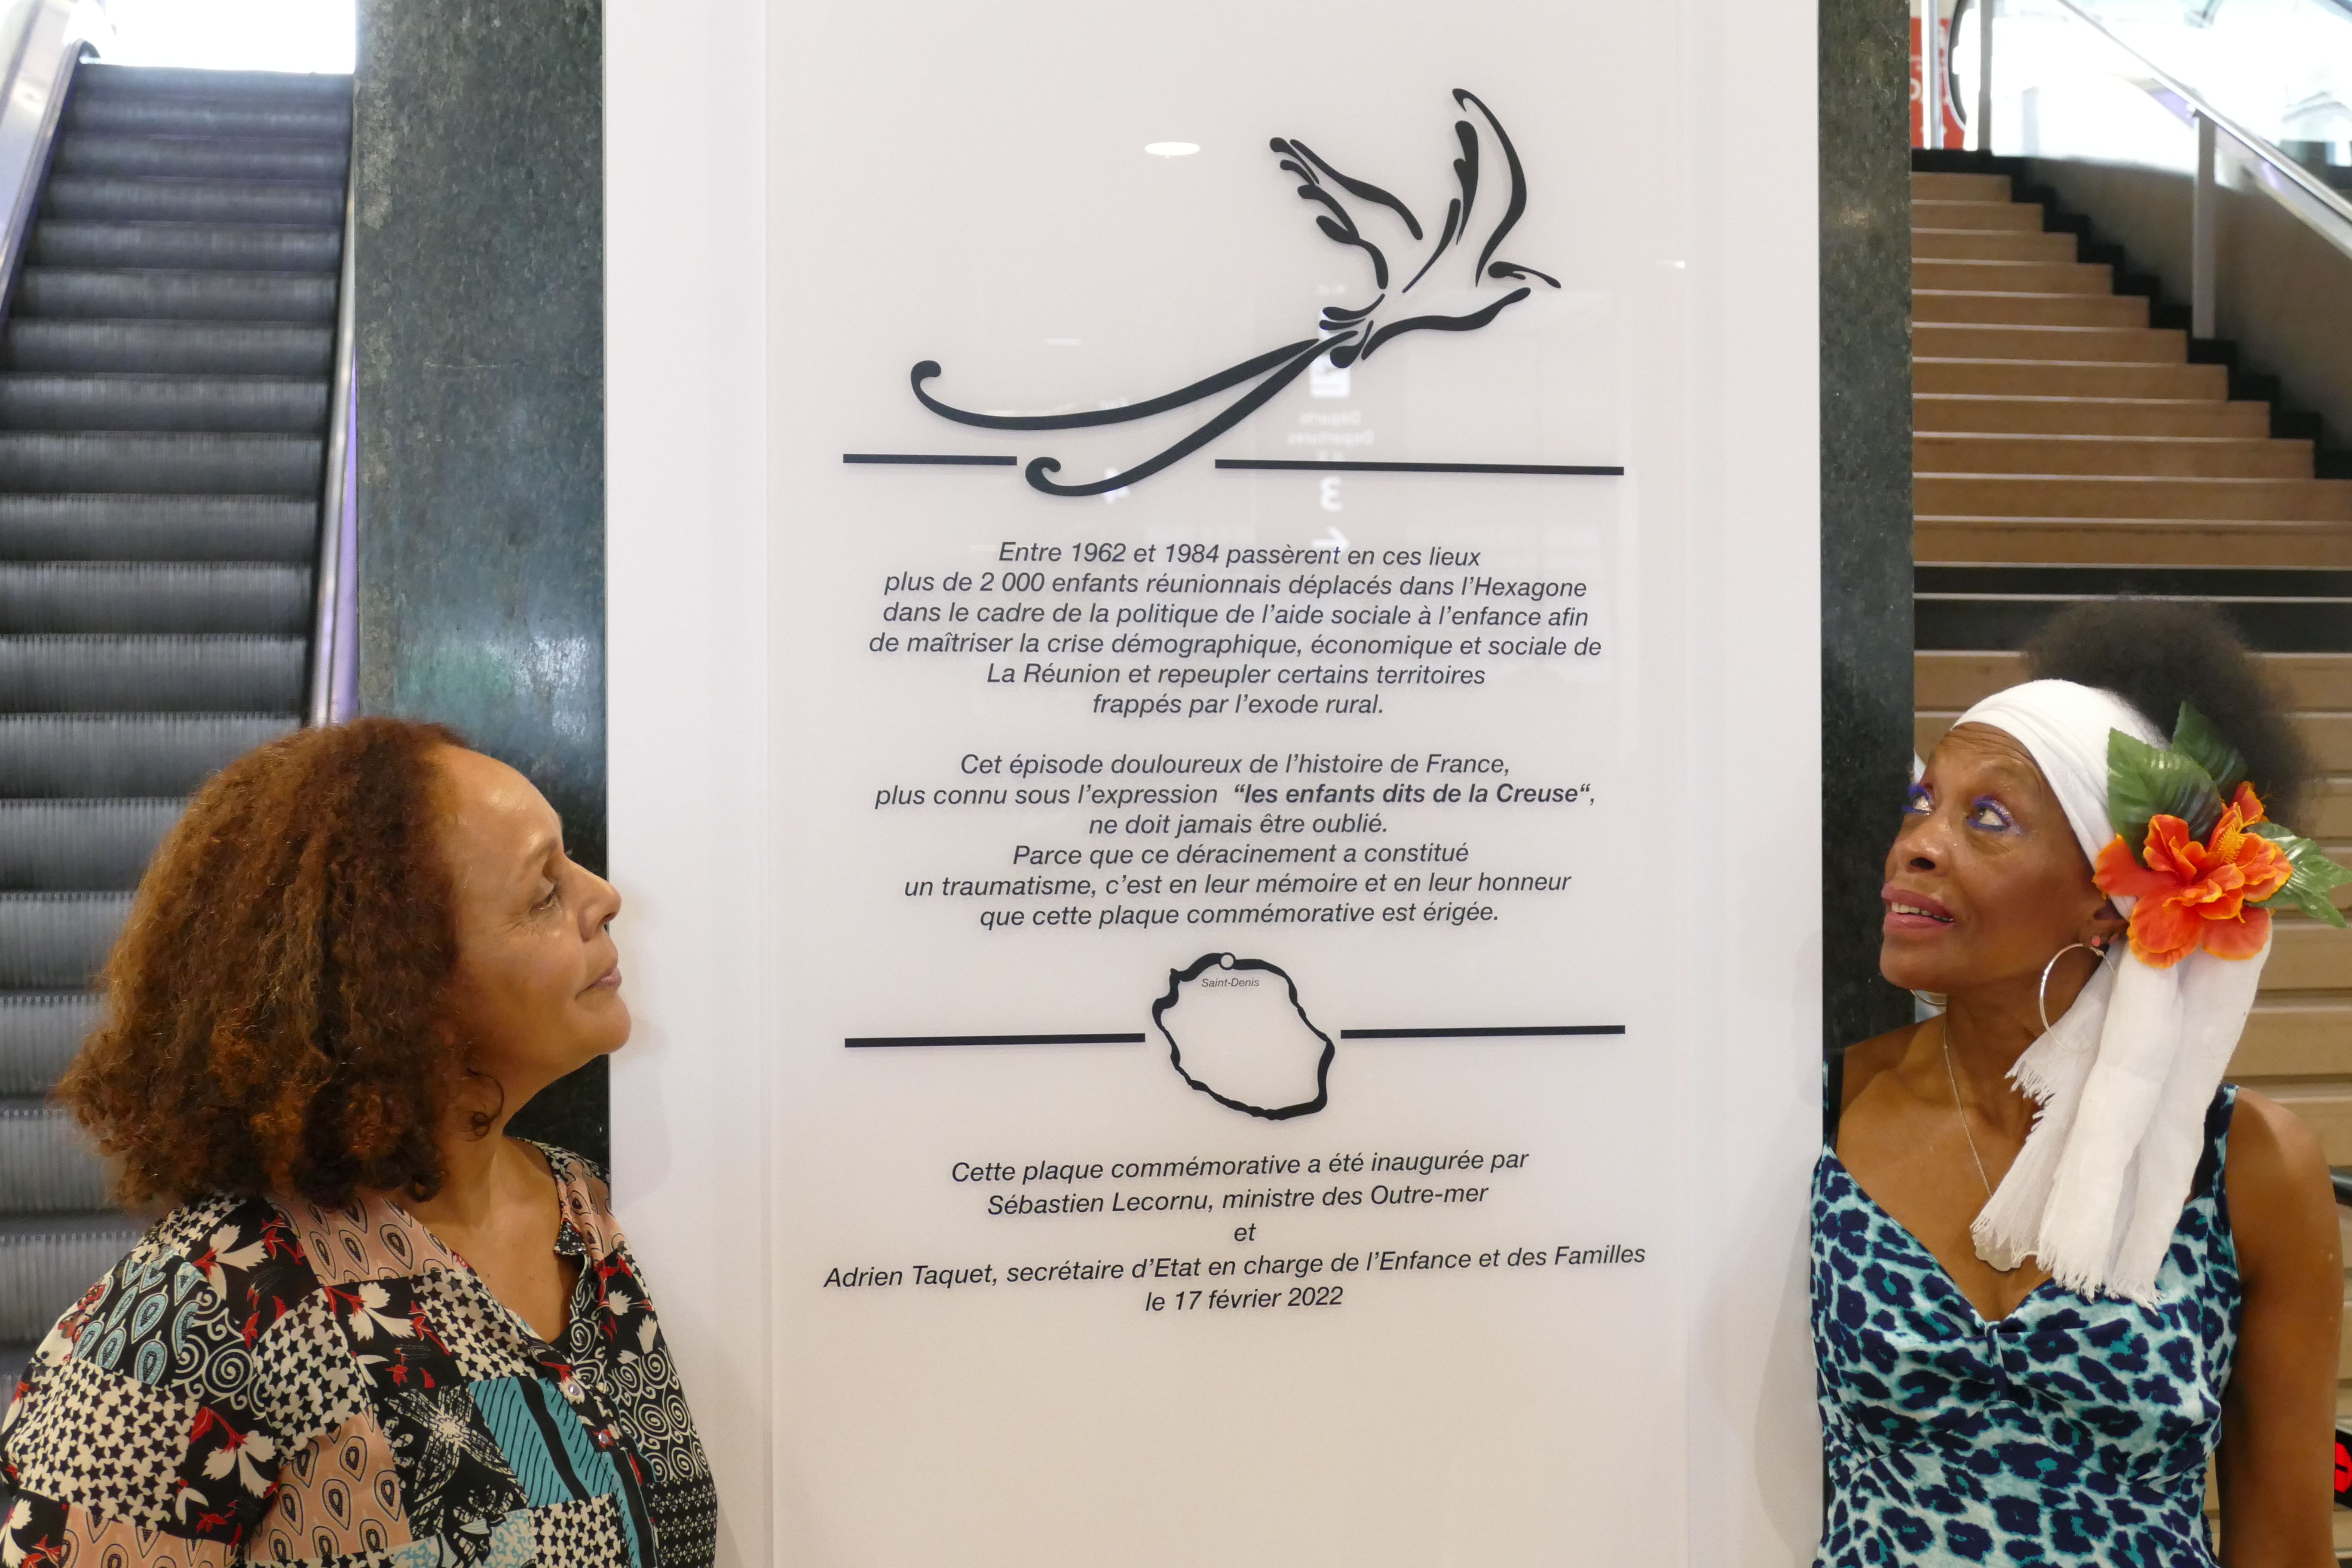 Départs
Departures
4
3
Entre 1962 et 1984 passèrent en ces lieux
plus de 2 000 enfants réunionnais déplacés dans l'Hexagone
dans le cadre de la politique de l'aide sociale à l'enfance afin
de maîtriser la crise démographique, économique et sociale de
La Réunion et repeupler certains territoires
frappés par l'exode rural.
Cet épisode douloureux de l'histoire de France,
plus connu sous l'expression “les enfants dits de la Creuse“,
ne doit jamais être oublié.
Parce que ce déracinement a constitué
un traumatisme, c'est en leur mémoire et en leur honneur
que cette plaque commémorative est érigée.
Saint-Denis
Cette plaque commémorative a été inaugurée par
Sébastien Lecornu, ministre des Outre-mer
et
Adrien Taquet, secrétaire d'Etat en charge de l'Enfance et des Familles
le 17 février 2022